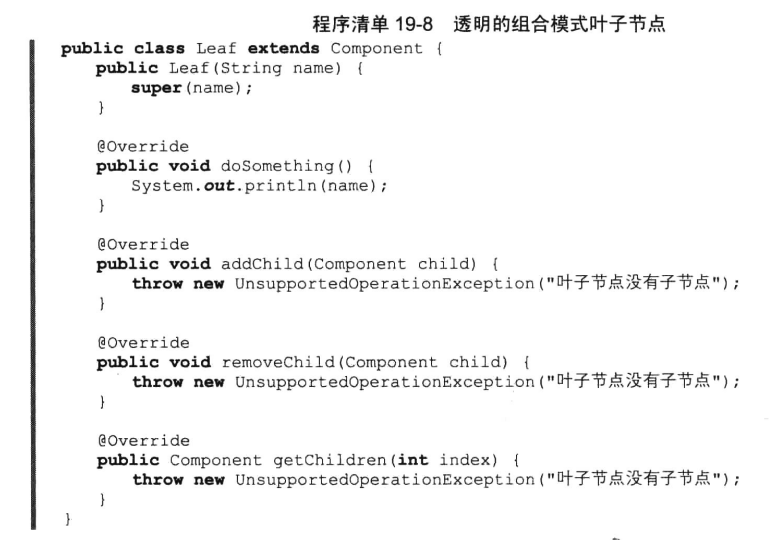 程序清单 19-8 透明的组合模式叶子节点
public class Leaf extends Component {
public Leaf(String name) {
super(name);
}
@Override
public void doSomething() {
System.out.println(name);
}
@Override
public void addChild(Component child) {
throw new UnsupportedOperationException("叶子节点没有子节点");
}
@Override
public void removeChild(Component child) {
throw new UnsupportedOperationException("叶子节点没有子节点");
}
@Override
public Component getChildren(int index) {
throw new UnsupportedOperationException("叶子节点没有子节点");
}
}